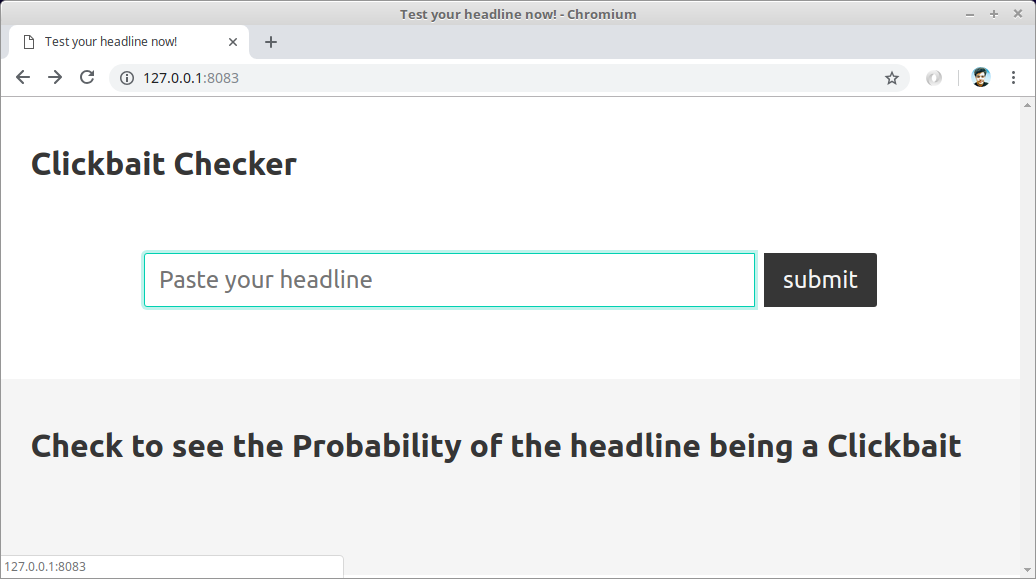 Test your headline now! - Chromium
Test your headline now!
127.0.0.1:8083
Clickbait Checker
Paste your headline
submit
Check to see the Probability of the headline being a Clickbait
127.0.0.1:8083